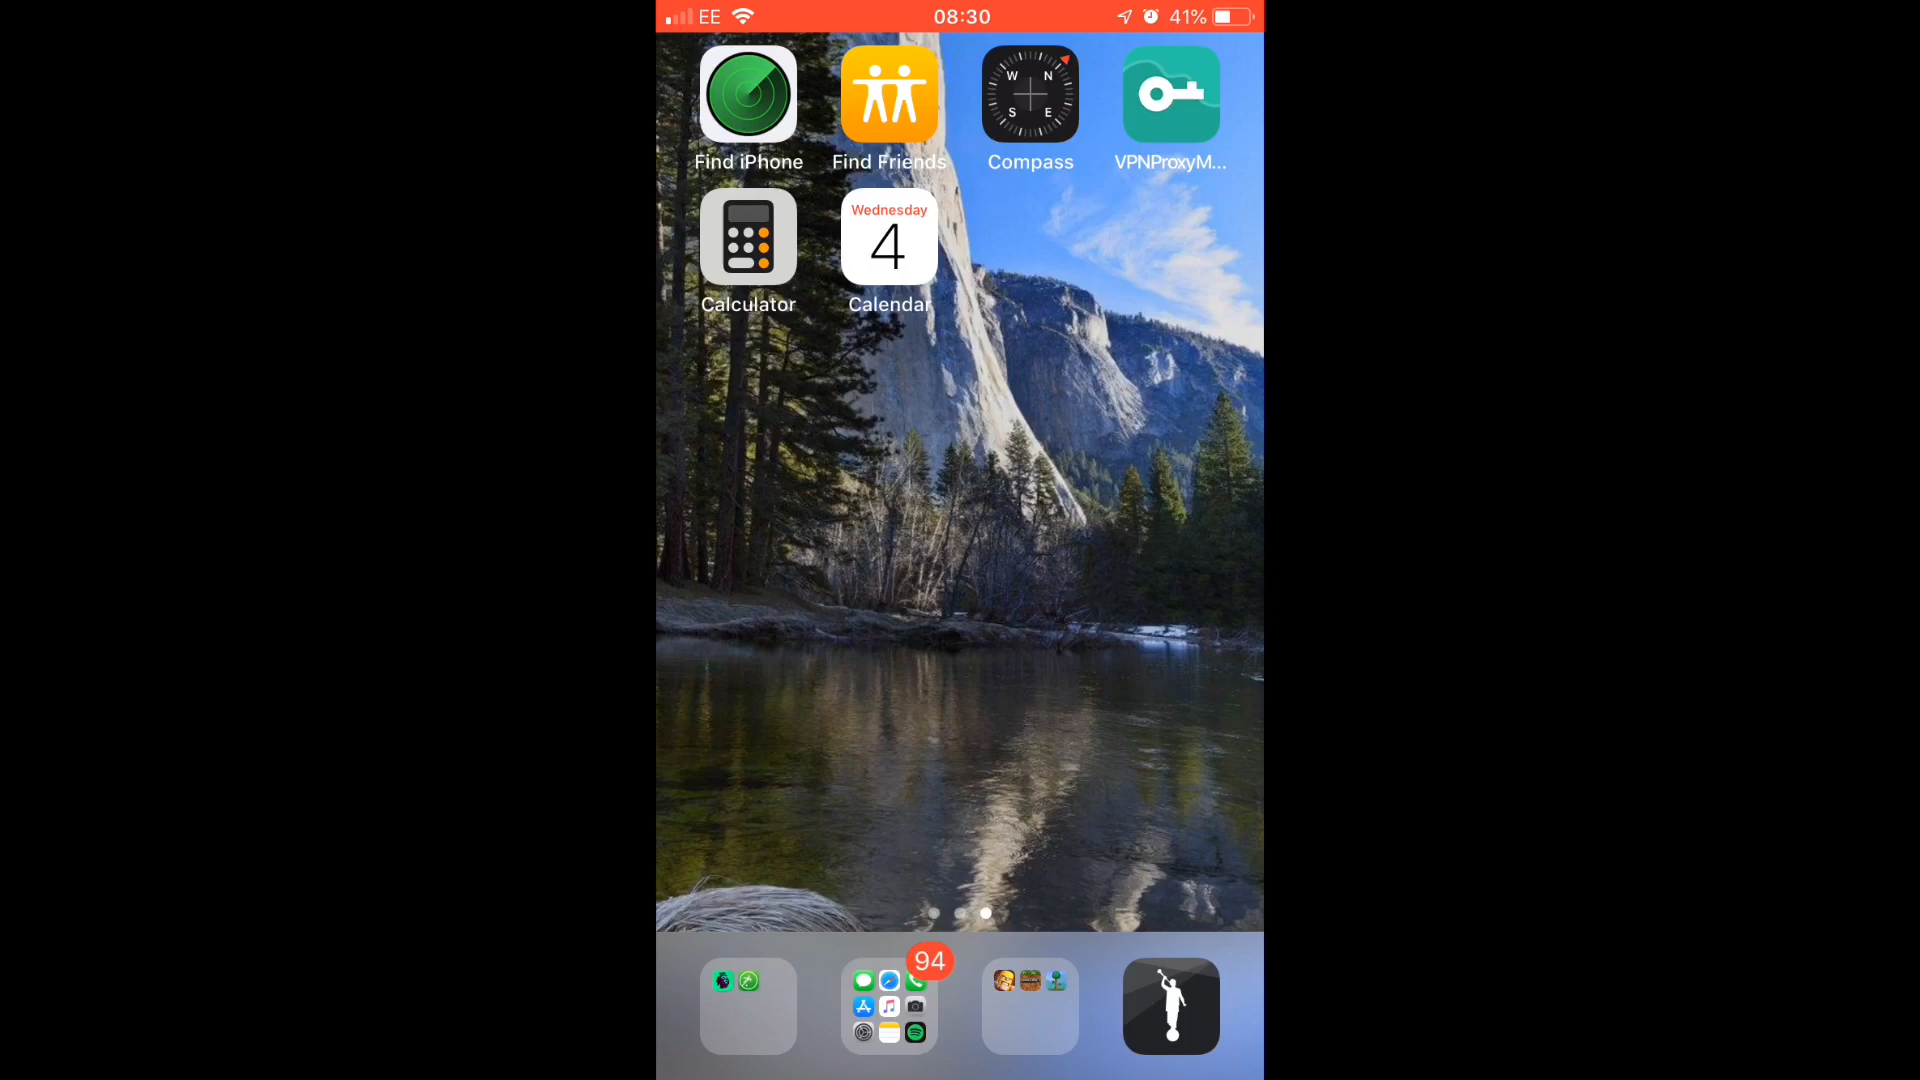 EE 08:30 41%
Find iPhone Find Friends Compass VPNProxyM...
W N
S E
Wednesday
4
Calculator Calendar
94